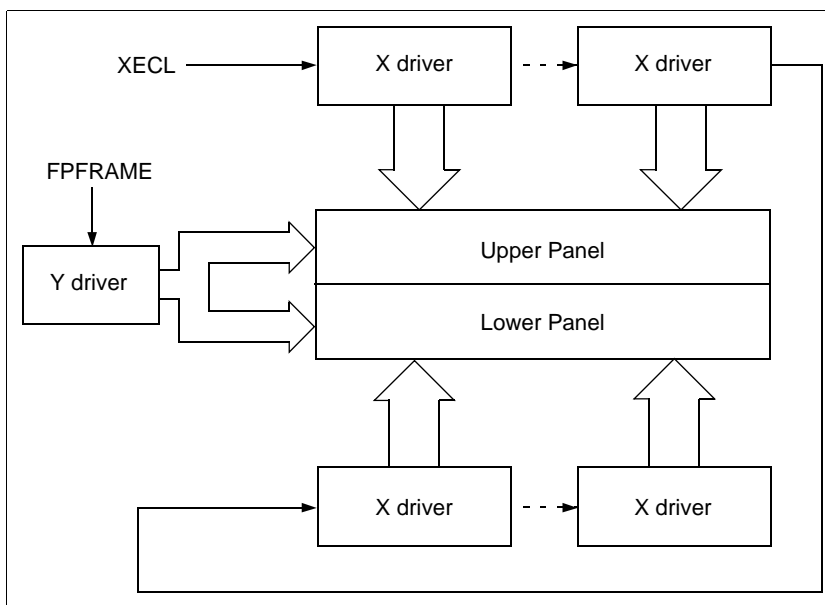 XECL
X driver
X driver
FPFRAME
Y driver
Upper Panel
Lower Panel
X driver
X driver